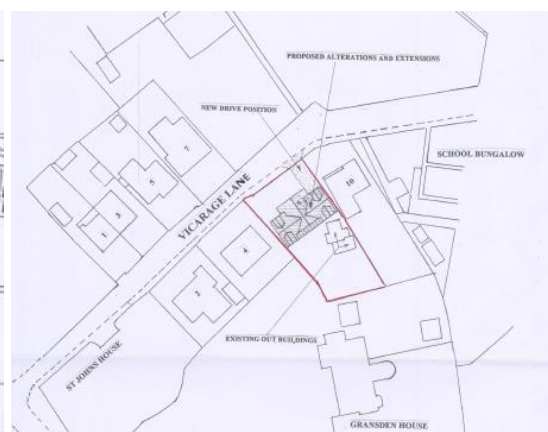 PROPOSED ALTERATIONS AND EXTENSIONS
NEW DRIVE POSITION
SCHOOL BUNGALOW
7
5
3
1
VICARAGE LANE
10
6
4
2
EXISTING OUT BUILDINGS
ST JOHNS HOUSE
GRANSDEN HOUSE